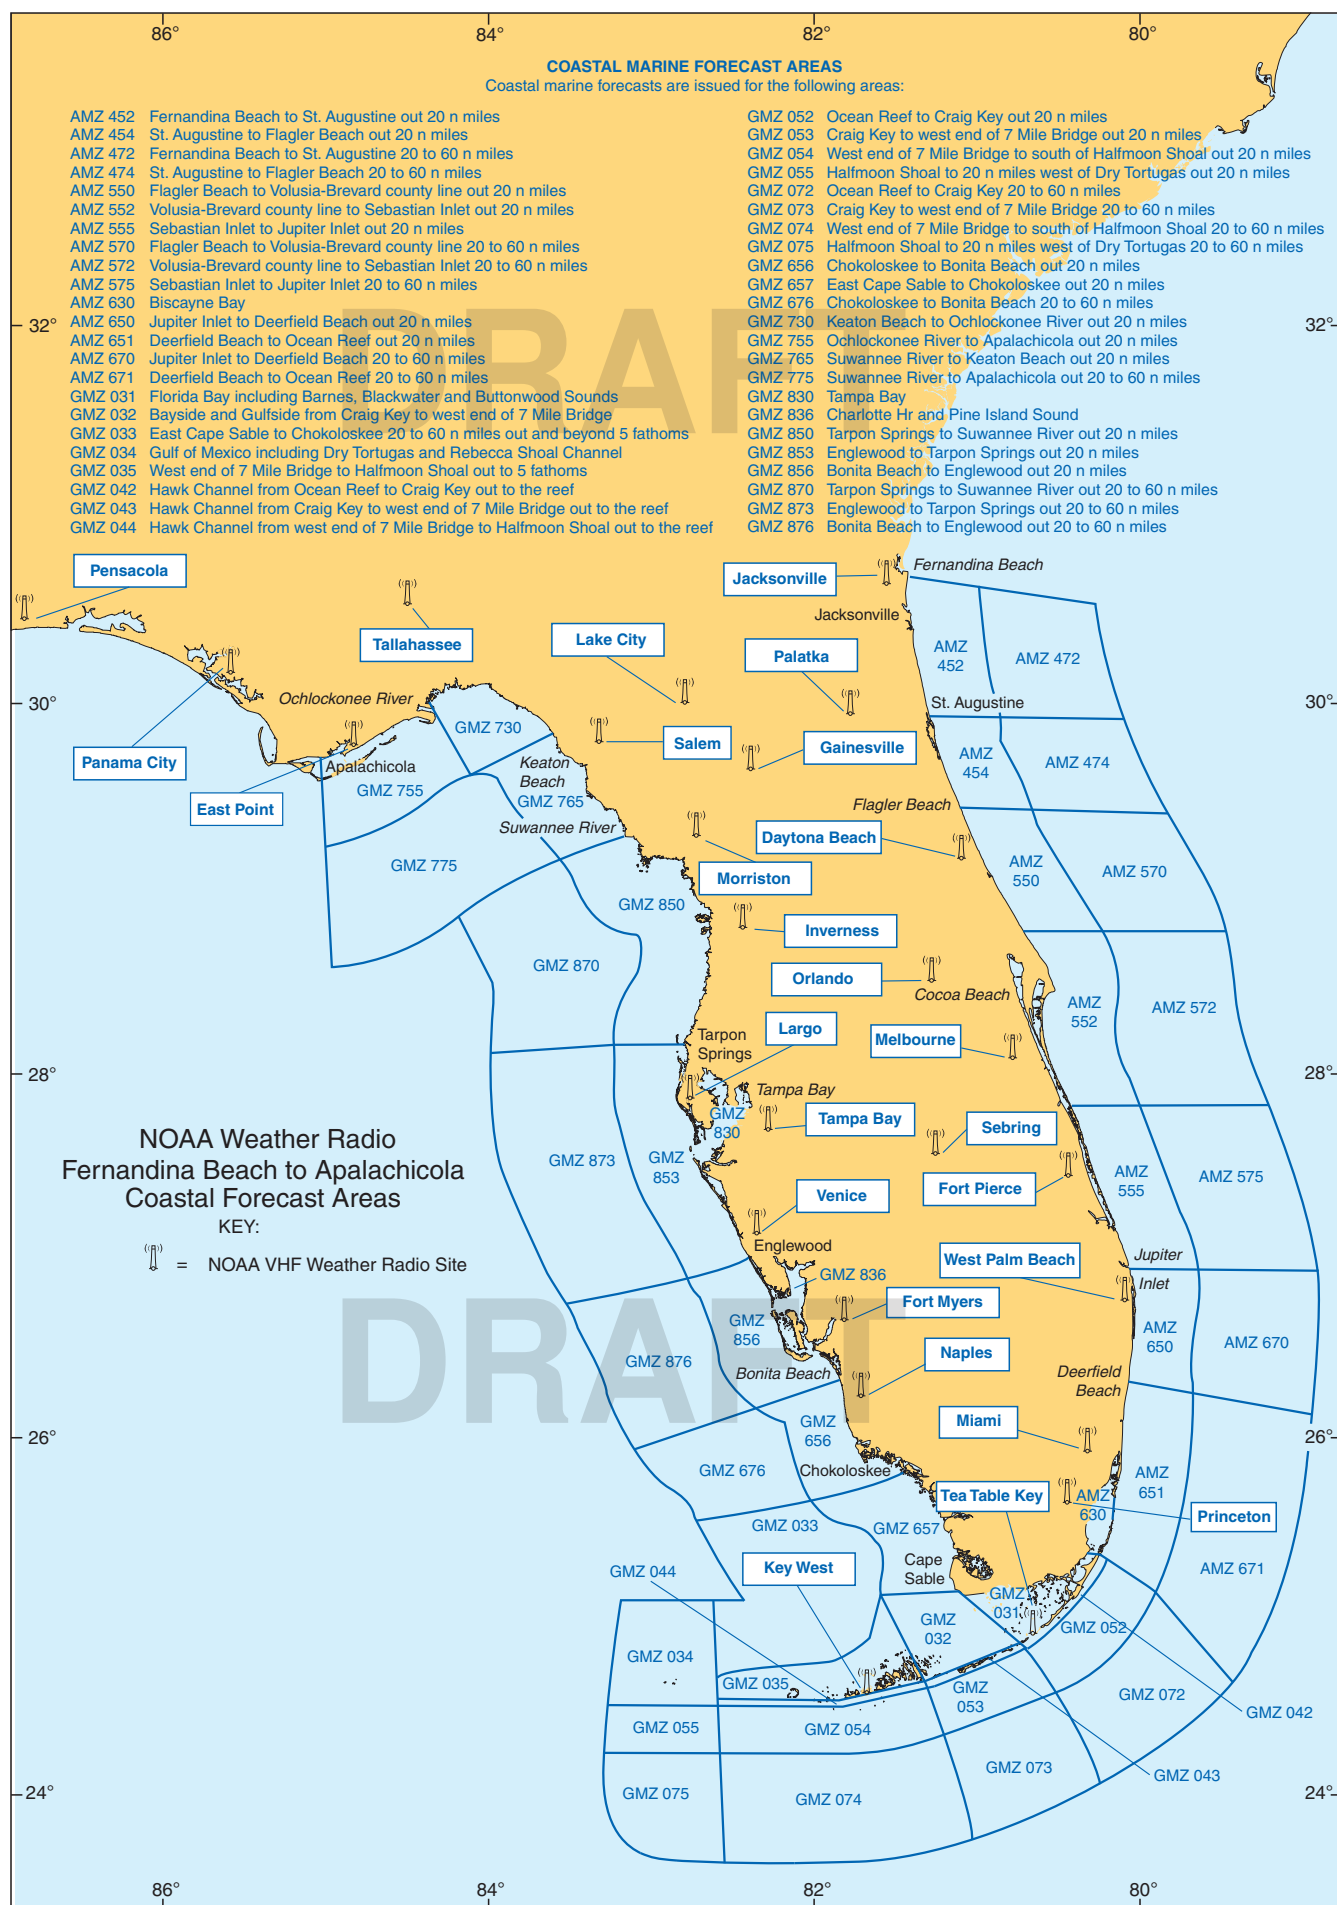 86°
84°
82°
80°
COASTAL MARINE FORECAST AREAS
Coastal marine forecasts are issued for the following areas:
AMZ 452 Fernandina Beach to St. Augustine out 20 n miles
AMZ 454 St. Augustine to Flagler Beach out 20 n miles
AMZ 472 Fernandina Beach to St. Augustine 20 to 60 n miles
AMZ 474 St. Augustine to Flagler Beach 20 to 60 n miles
AMZ 550 Flagler Beach to Volusia-Brevard county line out 20 n miles
AMZ 552 Volusia-Brevard county line to Sebastian Inlet out 20 n miles
AMZ 555 Sebastian Inlet to Jupiter Inlet out 20 n miles
AMZ 570 Flagler Beach to Volusia-Brevard county line 20 to 60 n miles
AMZ 572 Volusia-Brevard county line to Sebastian Inlet 20 to 60 n miles
AMZ 575 Sebastian Inlet to Jupiter Inlet 20 to 60 n miles
AMZ 630 Biscayne Bay
AMZ 650 Jupiter Inlet to Deerfield Beach out 20 n miles
AMZ 651 Deerfield Beach to Ocean Reef out 20 n miles
AMZ 670 Jupiter Inlet to Deerfield Beach 20 to 60 n miles
AMZ 671 Deerfield Beach to Ocean Reef 20 to 60 n miles
GMZ 031 Florida Bay including Barnes, Blackwater and Buttonwood Sounds
GMZ 032 Bayside and Gulfside from Craig Key to west end of 7 Mile Bridge
GMZ 033 East Cape Sable to Chokoloskee 20 to 60 n miles out and beyond 5 fathoms
GMZ 034 Gulf of Mexico including Dry Tortugas and Rebecca Shoal Channel
GMZ 035 West end of 7 Mile Bridge to Halfmoon Shoal out to 5 fathoms
GMZ 042 Hawk Channel from Ocean Reef to Craig Key out to the reef
GMZ 043 Hawk Channel from Craig Key to west end of 7 Mile Bridge out to the reef
GMZ 044 Hawk Channel from west end of 7 Mile Bridge to Halfmoon Shoal out to the reef
GMZ 052 Ocean Reef to Craig Key out 20 n miles
GMZ 053 Craig Key to west end of 7 Mile Bridge out 20 n miles
GMZ 054 West end of 7 Mile Bridge to south of Halfmoon Shoal out 20 n miles
GMZ 055 Halfmoon Shoal to 20 n miles west of Dry Tortugas out 20 n miles
GMZ 072 Ocean Reef to Craig Key 20 to 60 n miles
GMZ 073 Craig Key to west end of 7 Mile Bridge 20 to 60 n miles
GMZ 074 West end of 7 Mile Bridge to south of Halfmoon Shoal 20 to 60 n miles
GMZ 075 Halfmoon Shoal to 20 n miles west of Dry Tortugas 20 to 60 n miles
GMZ 656 Chokoloskee to Bonita Beach out 20 n miles
GMZ 657 East Cape Sable to Chokoloskee out 20 n miles
GMZ 676 Chokoloskee to Bonita Beach 20 to 60 n miles
GMZ 730 Keaton Beach to Ochlockonee River out 20 n miles
GMZ 755 Ochlockonee River to Apalachicola out 20 n miles
GMZ 765 Suwannee River to Keaton Beach out 20 n miles
GMZ 775 Suwannee River to Apalachicola out 20 to 60 n miles
GMZ 830 Tampa Bay
GMZ 836 Charlotte Hr and Pine Island Sound
GMZ 850 Tarpon Springs to Suwannee River out 20 n miles
GMZ 853 Englewood to Tarpon Springs out 20 n miles
GMZ 856 Bonita Beach to Englewood out 20 n miles
GMZ 870 Tarpon Springs to Suwannee River out 20 to 60 n miles
GMZ 873 Englewood to Tarpon Springs out 20 to 60 n miles
GMZ 876 Bonita Beach to Englewood out 20 to 60 n miles
DRAFT
32°
32°
Pensacola
Jacksonville
Fernandina Beach
Jacksonville
Tallahassee
Lake City
Palatka
AMZ
452
AMZ 472
Ochlockonee River
30°
30°
St. Augustine
GMZ 730
Salem
Gainesville
Panama City
Apalachicola
Keaton
Beach
AMZ
454
AMZ 474
East Point
GMZ 755
GMZ 765
Flagler Beach
Suwannee River
Daytona Beach
GMZ 775
Morriston
AMZ
550
AMZ 570
GMZ 850
Inverness
GMZ 870
Orlando
Cocoa Beach
AMZ
552
AMZ 572
Largo
Tarpon
Springs
Melbourne
28°
28°
Tampa Bay
GMZ
830
Tampa Bay
Sebring
NOAA Weather Radio
Fernandina Beach to Apalachicola
Coastal Forecast Areas
KEY:
= NOAA VHF Weather Radio Site
GMZ 873
GMZ
853
Venice
Fort Pierce
AMZ
555
AMZ 575
Englewood
West Palm Beach
Jupiter
Inlet
GMZ 836
Fort Myers
DRAFT
GMZ
856
GMZ 876
Naples
AMZ
650
AMZ 670
Bonita Beach
Deerfield
Beach
26°
26°
GMZ
656
Miami
Chokoloskee
GMZ 676
Tea Table Key
AMZ
651
AMZ
630
Princeton
GMZ 033
GMZ 657
Cape
Sable
GMZ 044
Key West
AMZ 671
GMZ
031
GMZ
032
GMZ 052
GMZ 034
GMZ 035
GMZ
053
GMZ 072
GMZ 042
GMZ 055
GMZ 054
GMZ 073
GMZ 043
24°
24°
GMZ 075
GMZ 074
86°
84°
82°
80°